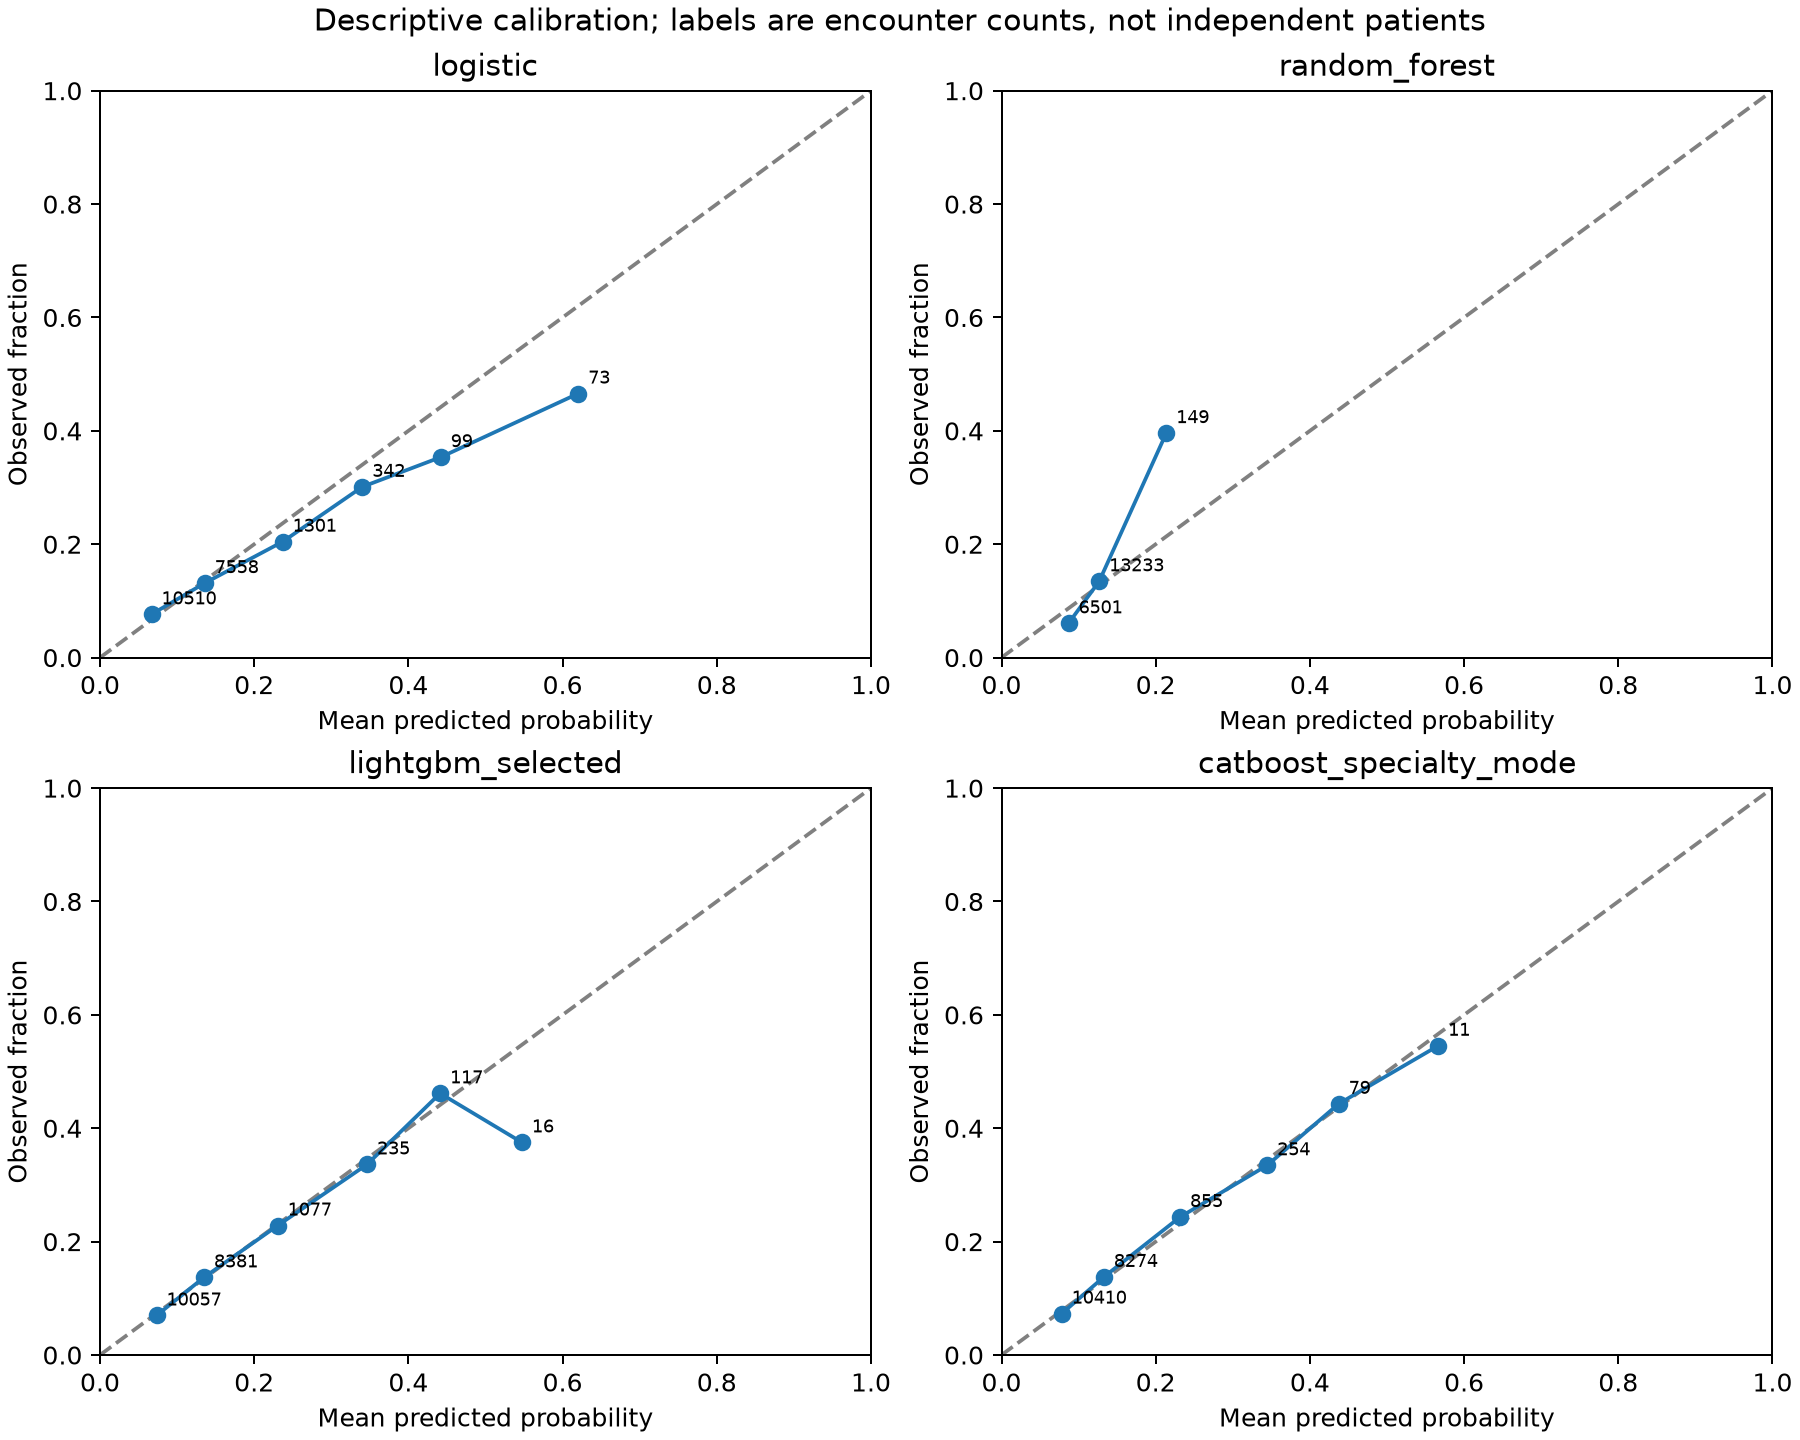 Descriptive calibration; labels are encounter counts, not independent patients
logistic
1.0
0.8
0.6
0.4
0.2
0.0
Observed fraction
73
99
342
1301
7558
10510
0.0 0.2 0.4 0.6 0.8 1.0
Mean predicted probability
random_forest
1.0
0.8
0.6
0.4
0.2
0.0
Observed fraction
149
13233
6501
0.0 0.2 0.4 0.6 0.8 1.0
Mean predicted probability
lightgbm_selected
1.0
0.8
0.6
0.4
0.2
0.0
Observed fraction
117
16
235
1077
8381
10057
0.0 0.2 0.4 0.6 0.8 1.0
Mean predicted probability
catboost_specialty_mode
1.0
0.8
0.6
0.4
0.2
0.0
Observed fraction
11
79
254
855
8274
10410
0.0 0.2 0.4 0.6 0.8 1.0
Mean predicted probability